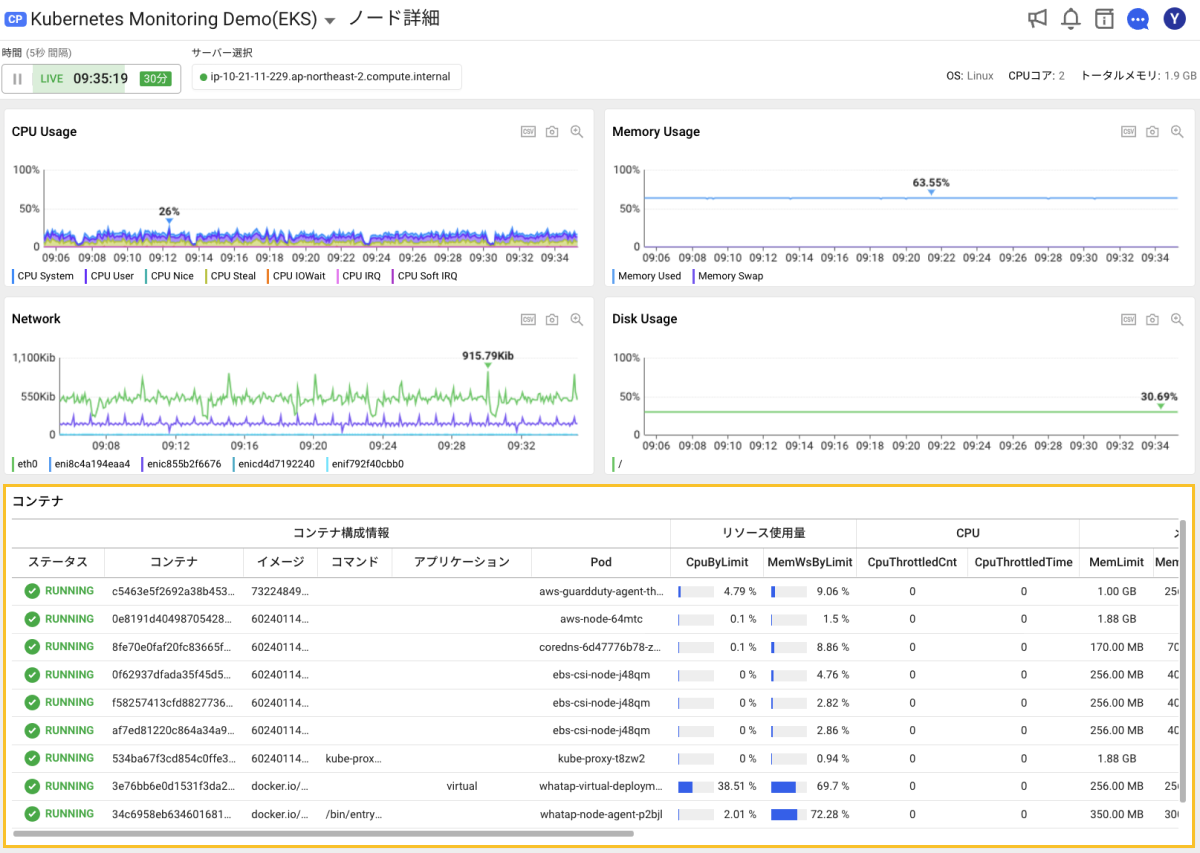 CP Kubernetes Monitoring Demo(EKS) ノード詳細
Y
時間 (5秒 間隔) サーバー選択
LIVE 09:35:19 30分 ip-10-21-11-229.ap-northeast-2.compute.internal OS: Linux CPUコア: 2 トータルメモリ: 1.9 GB
CPU Usage
CSV
100%
50%
0
26%
09:06 09:08 09:10 09:12 09:14 09:16 09:18 09:20 09:22 09:24 09:26 09:28 09:30 09:32 09:34
CPU System CPU User CPU Nice CPU Steal CPU IOWait CPU IRQ CPU Soft IRQ
Memory Usage
CSV
100%
50%
0
63.55%
09:06 09:08 09:10 09:12 09:14 09:16 09:18 09:20 09:22 09:24 09:26 09:28 09:30 09:32 09:34
Memory Used Memory Swap
Network
CSV
1,100Kib
550Kib
0
915.79Kib
09:08 09:12 09:16 09:20 09:24 09:28 09:32
eth0 eni8c4a194eaa4 enic855b2f6676 enicd4d7192240 enif792f40cbb0
Disk Usage
CSV
100%
50%
0
30.69%
09:06 09:08 09:10 09:12 09:14 09:16 09:18 09:20 09:22 09:24 09:26 09:28 09:30 09:32 09:34
/
コンテナ
コンテナ構成情報 リソース使用量 CPU
ステータス コンテナ イメージ コマンド アプリケーション Pod CpuByLimit MemWsByLimit CpuThrottledCnt CpuThrottledTime MemLimit Mem
RUNNING c5463e5f2692a38b453... 73224849... aws-guardduty-agent-th... 4.79 % 9.06 % 0 0 1.00 GB 25
RUNNING 0e8191d40498705428... 60240114... aws-node-64mtc 0.1 % 1.5 % 0 0 1.88 GB
RUNNING 8fe70e0faf20fc83665f... 60240114... coredns-6d47776b78-z... 0.1 % 8.86 % 0 0 170.00 MB 70
RUNNING 0f62937dfada35f45d5... 60240114... ebs-csi-node-j48qm 0 % 4.76 % 0 0 256.00 MB 40
RUNNING f58257413cfd8827736... 60240114... ebs-csi-node-j48qm 0 % 2.82 % 0 0 256.00 MB 40
RUNNING af7ed81220c864a34a9... 60240114... ebs-csi-node-j48qm 0 % 2.86 % 0 0 256.00 MB 40
RUNNING 534ba67f3cd854c0ffe3... 60240114... kube-prox... kube-proxy-t8zw2 0 % 0.94 % 0 0 1.88 GB
RUNNING 3e76bb6e0d1531f3da2... docker.io/... virtual whatap-virtual-deploym... 38.51 % 69.7 % 0 0 256.00 MB 25
RUNNING 34c6958eb634601681... docker.io/... /bin/entry... whatap-node-agent-p2bjl 2.01 % 72.28 % 0 0 350.00 MB 30